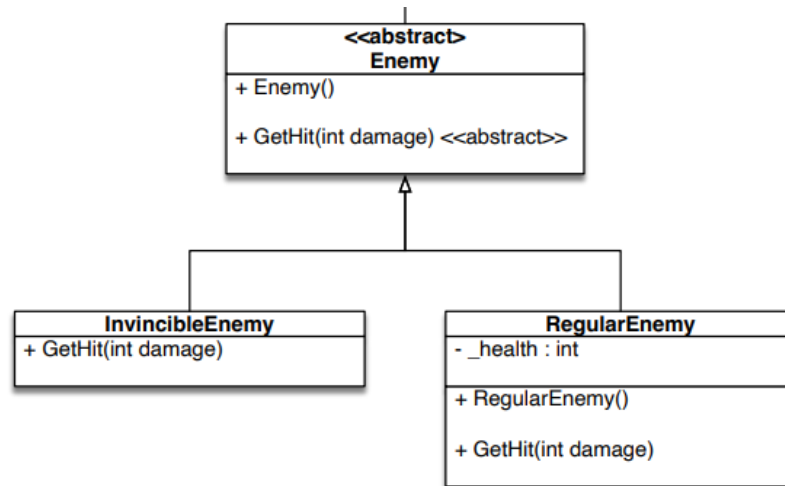 <<abstract>
Enemy
+ Enemy()
+ GetHit(int damage) <<abstract>>
InvincibleEnemy
+ GetHit(int damage)
RegularEnemy
- _health : int
+ RegularEnemy()
+ GetHit(int damage)